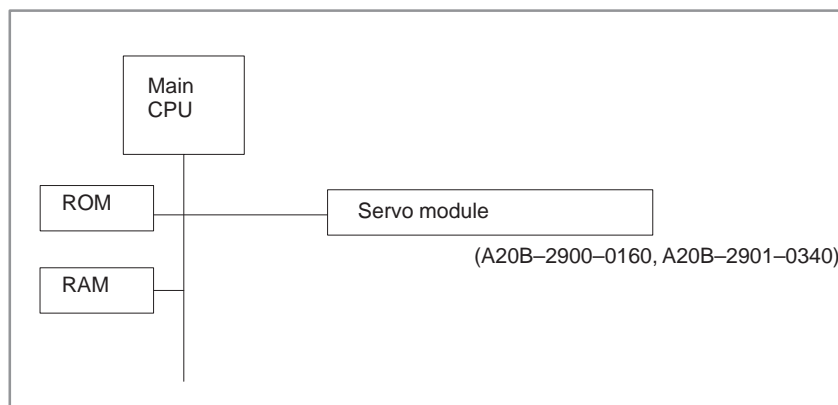 Main
CPU
ROM
Servo module
(A20B–2900–0160, A20B–2901–0340)
RAM